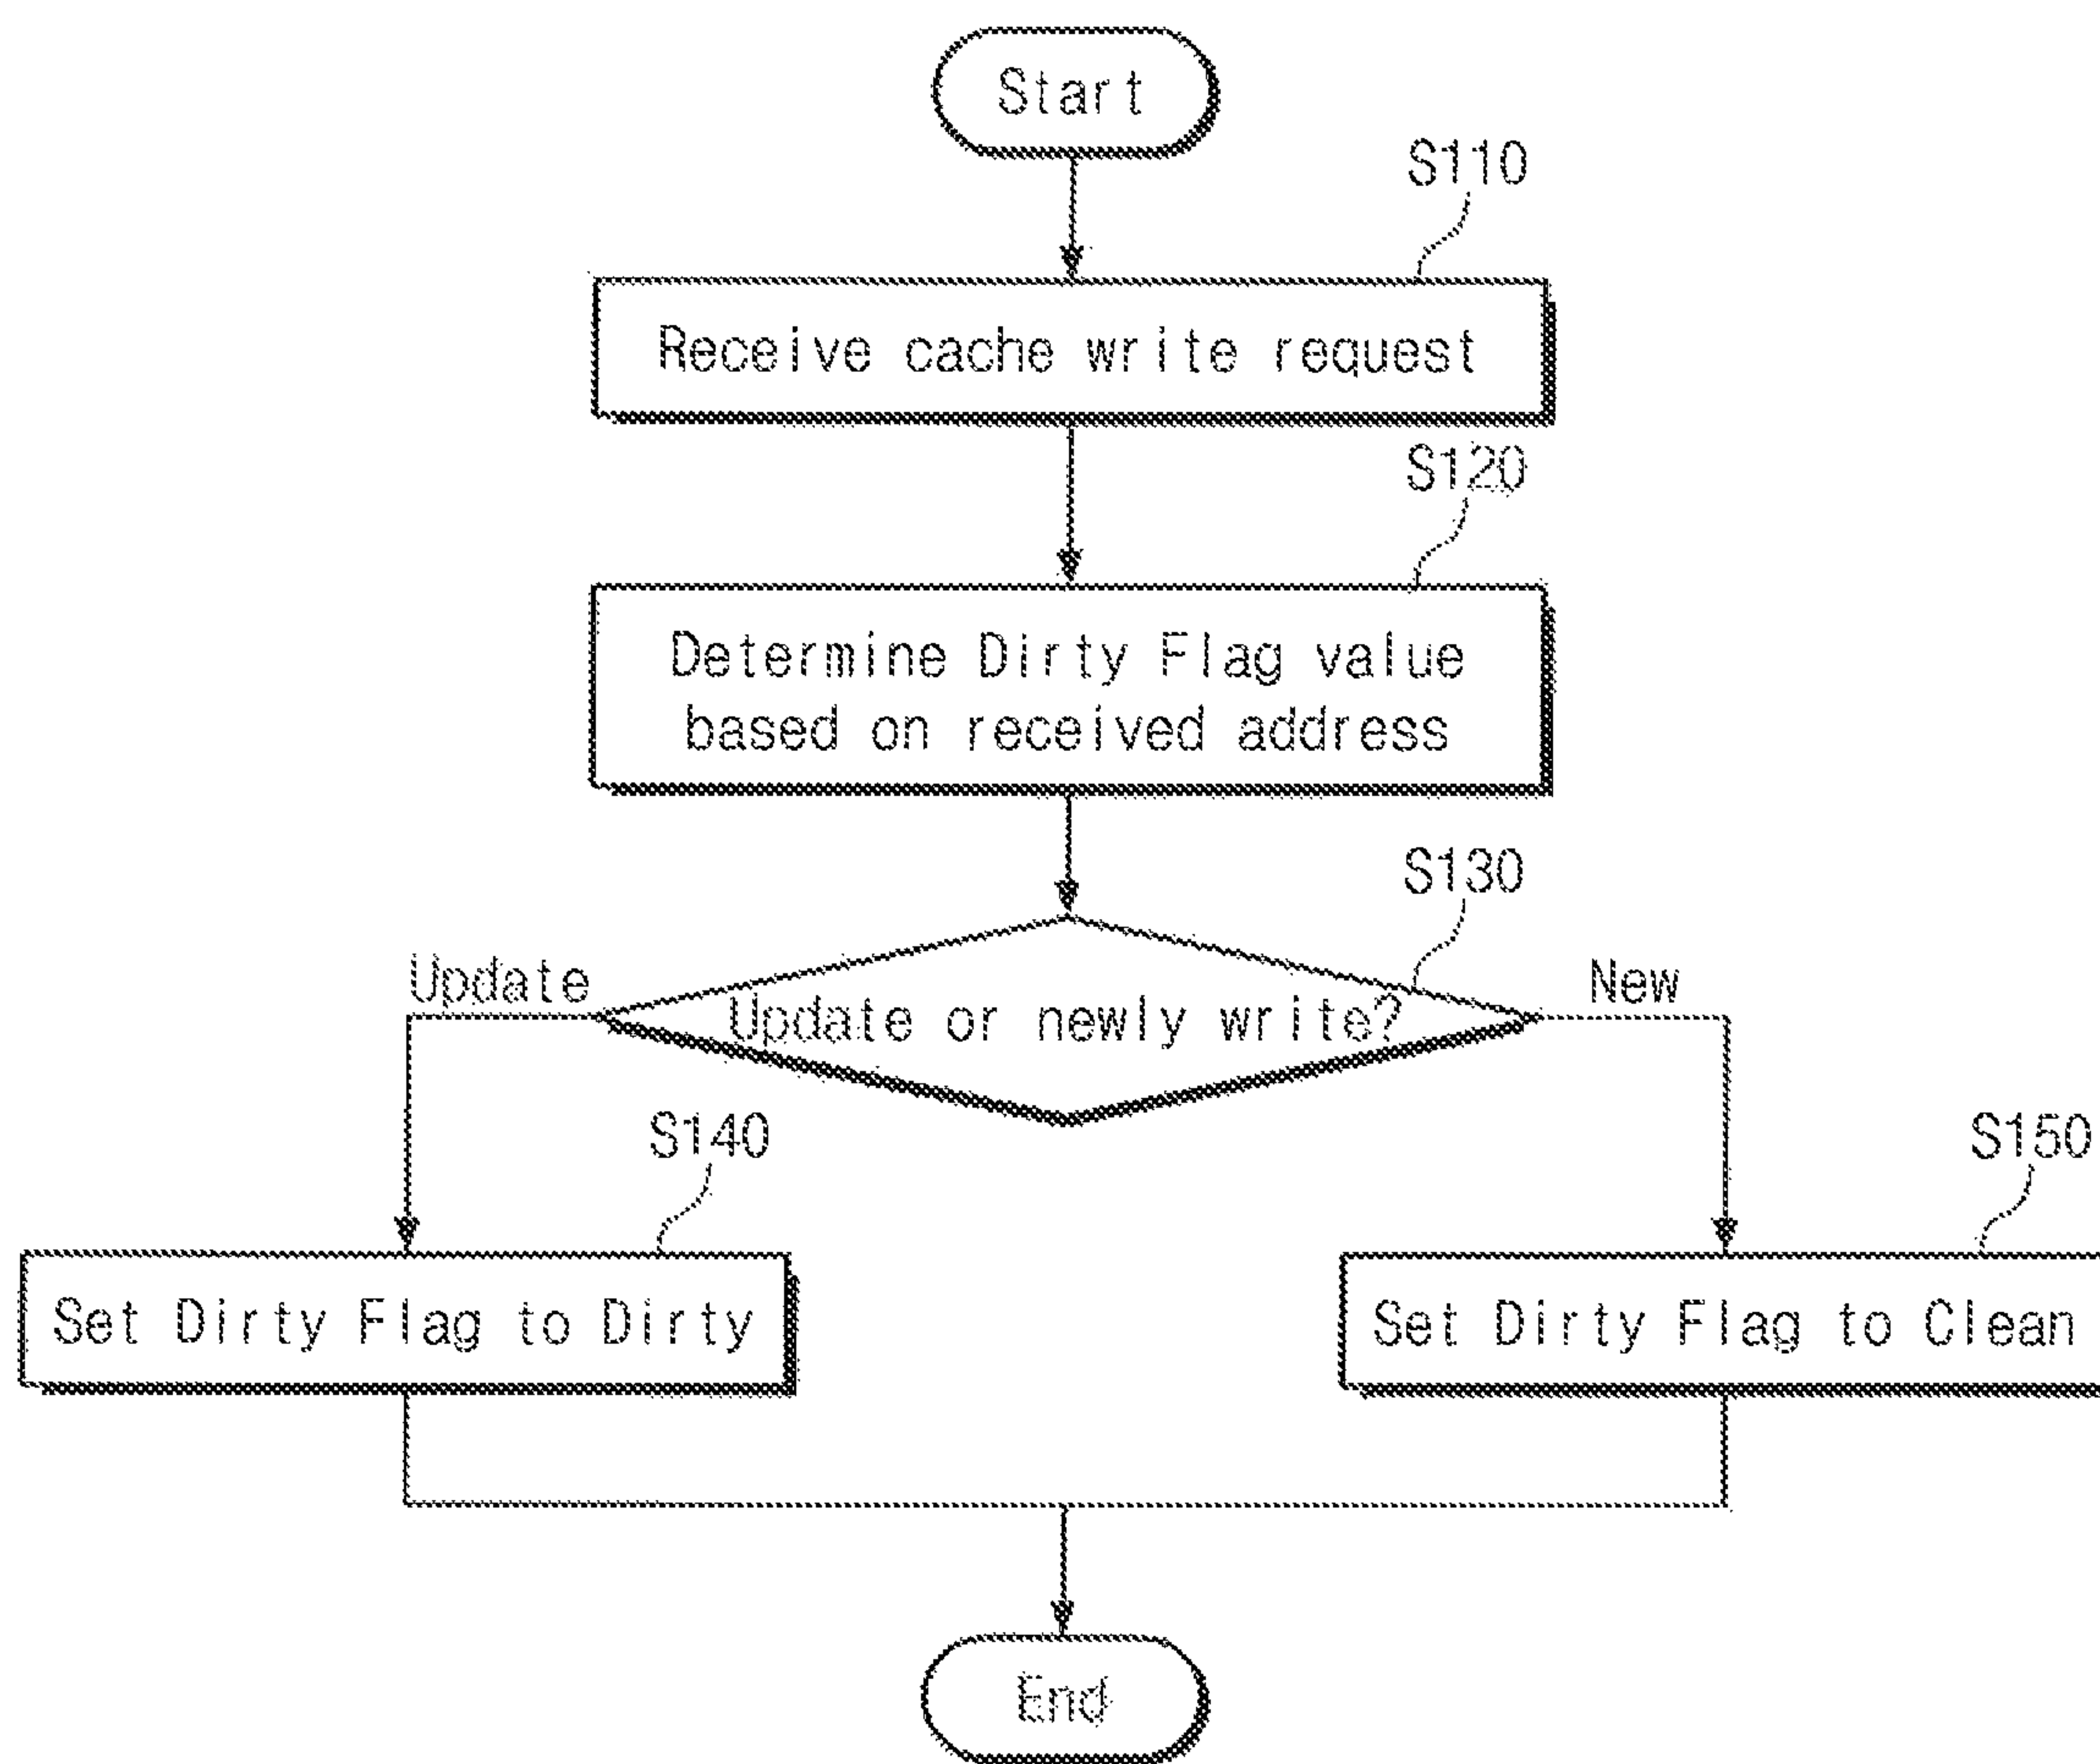 Start
S110
Receive cache write request
S120
Determine Dirty Flag value
based on received address
S130
Update
Update or newly write?
New
S140
S150
Set Dirty Flag to Dirty
Set Dirty Flag to Clean
End